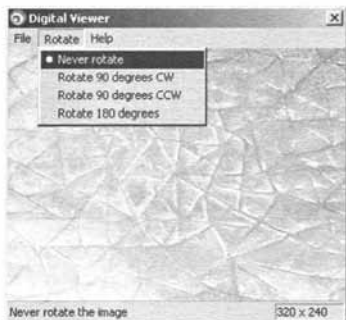 Digital Viewer
File Rotate Help
Never rotate
Rotate 90 degrees CW
Rotate 90 degrees CCW
Rotate 180 degrees
Never rotate the image 320 x 240